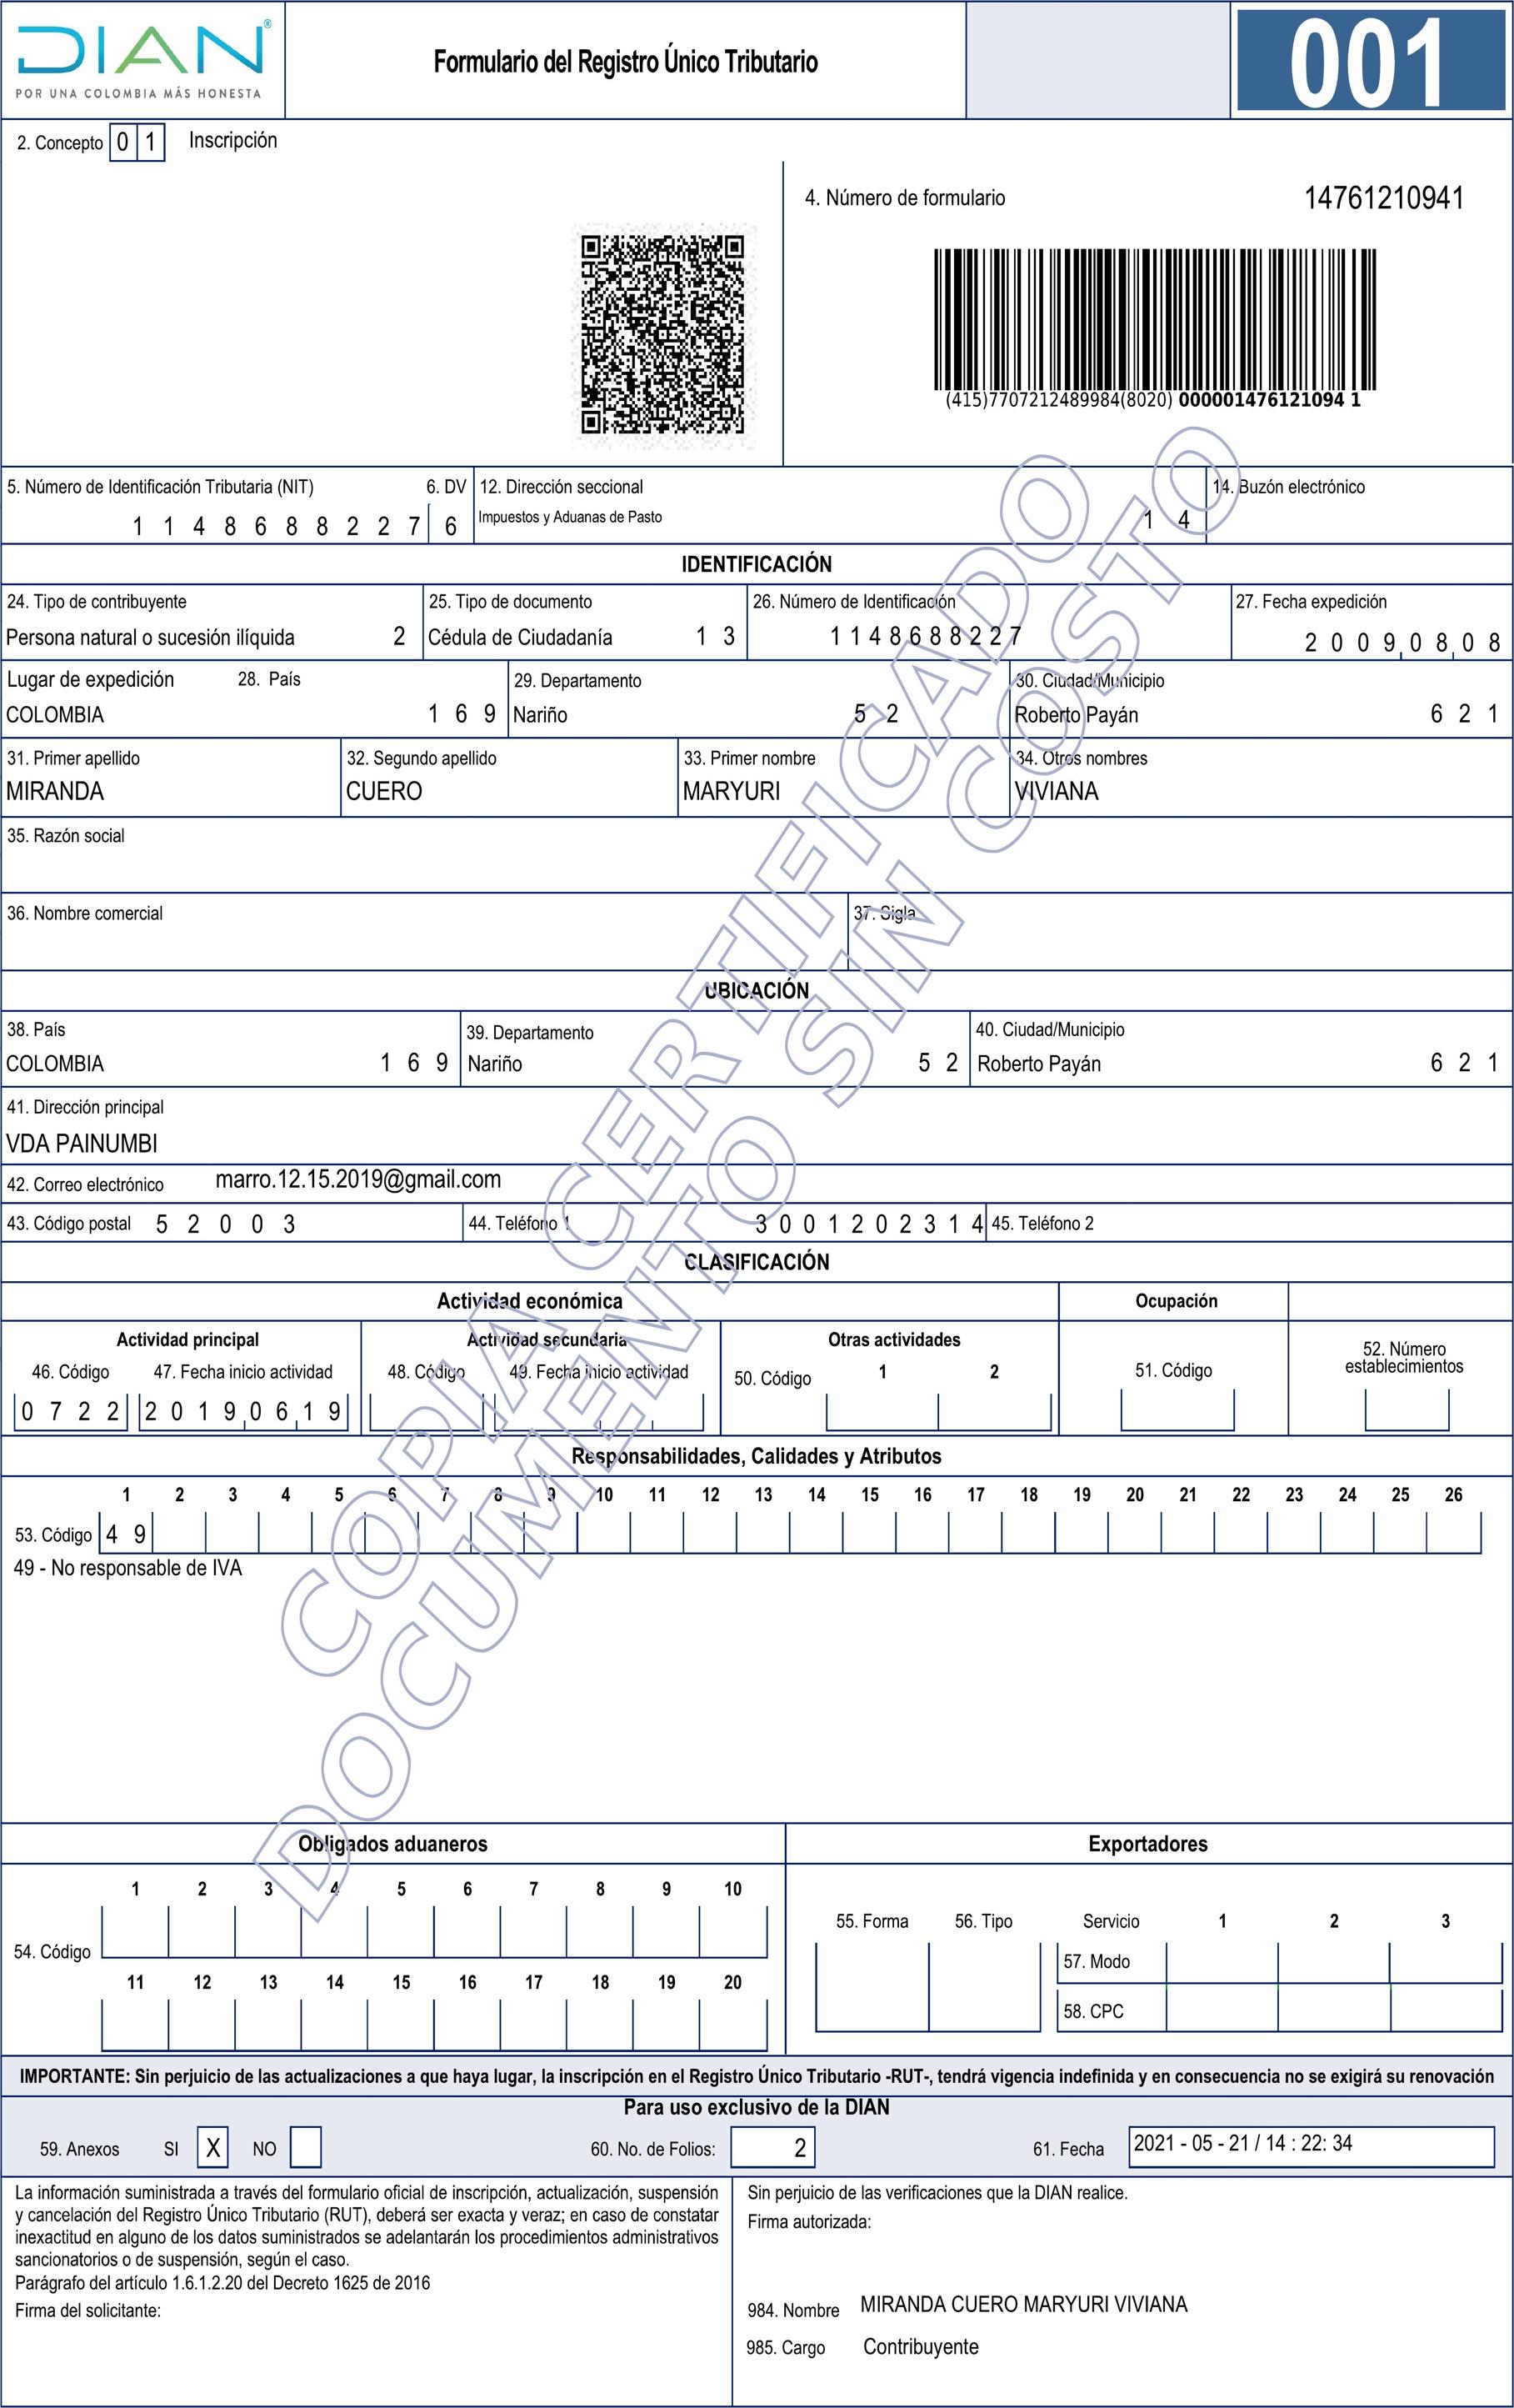 DIAN®
POR UNA COLOMBIA MÁS HONESTA
Formulario del Registro Único Tributario
001
2. Concepto 0 1 Inscripción
4. Número de formulario 14761210941
(415)7707212489984(8020) 000001476121094 1
5. Número de Identificación Tributaria (NIT) 6. DV 12. Dirección seccional 14. Buzón electrónico
1 1 4 8 6 8 8 2 2 7 6 Impuestos y Aduanas de Pasto 1 4
IDENTIFICACIÓN
24. Tipo de contribuyente 25. Tipo de documento 26. Número de Identificación 27. Fecha expedición
Persona natural o sucesión ilíquida 2 Cédula de Ciudadanía 1 3 1 1 4 8 6 8 8 2 2 7 2 0 0 9 0 8 0 8
Lugar de expedición 28. País 29. Departamento 30. Ciudad/Municipio
COLOMBIA 1 6 9 Nariño 5 2 Roberto Payán 6 2 1
31. Primer apellido 32. Segundo apellido 33. Primer nombre 34. Otros nombres
MIRANDA CUERO MARYURI VIVIANA
35. Razón social
36. Nombre comercial 37. Sigla
UBICACIÓN
38. País 39. Departamento 40. Ciudad/Municipio
COLOMBIA 1 6 9 Nariño 5 2 Roberto Payán 6 2 1
41. Dirección principal
VDA PAINUMBI
42. Correo electrónico marro.12.15.2019@gmail.com
43. Código postal 5 2 0 0 3 44. Teléfono 1 3 0 0 1 2 0 2 3 1 4 45. Teléfono 2
CLASIFICACIÓN
Actividad económica Ocupación
Actividad principal Actividad secundaria Otras actividades 52. Número establecimientos
46. Código 47. Fecha inicio actividad 48. Código 49. Fecha inicio actividad 50. Código 1 2 51. Código
0 7 2 2 2 0 1 9 0 6 1 9
Responsabilidades, Calidades y Atributos
1 2 3 4 5 6 7 8 9 10 11 12 13 14 15 16 17 18 19 20 21 22 23 24 25 26
53. Código 4 9
49 - No responsable de IVA
COPIA CERTIFICADO
DOCUMENTO SIN COSTO
Obligados aduaneros Exportadores
1 2 3 4 5 6 7 8 9 10
54. Código
11 12 13 14 15 16 17 18 19 20
55. Forma 56. Tipo Servicio 1 2 3
57. Modo
58. CPC
IMPORTANTE: Sin perjuicio de las actualizaciones a que haya lugar, la inscripción en el Registro Único Tributario -RUT-, tendrá vigencia indefinida y en consecuencia no se exigirá su renovación
Para uso exclusivo de la DIAN
59. Anexos SI X NO 60. No. de Folios: 2 61. Fecha 2021 - 05 - 21 / 14 : 22: 34
La información suministrada a través del formulario oficial de inscripción, actualización, suspensión
y cancelación del Registro Único Tributario (RUT), deberá ser exacta y veraz; en caso de constatar
inexactitud en alguno de los datos suministrados se adelantarán los procedimientos administrativos
sancionatorios o de suspensión, según el caso.
Parágrafo del artículo 1.6.1.2.20 del Decreto 1625 de 2016
Firma del solicitante:
Sin perjuicio de las verificaciones que la DIAN realice.
Firma autorizada:
984. Nombre MIRANDA CUERO MARYURI VIVIANA
985. Cargo Contribuyente